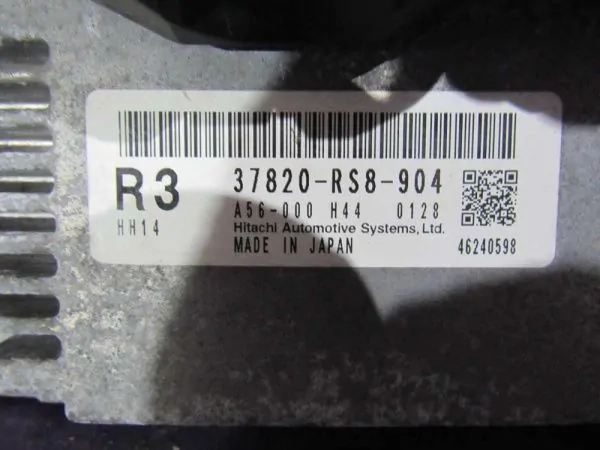 R3 37820-RS8-904
HH14 A56-000 H44 0128
Hitachi Automotive Systems, Ltd.
MADE IN JAPAN 46240598